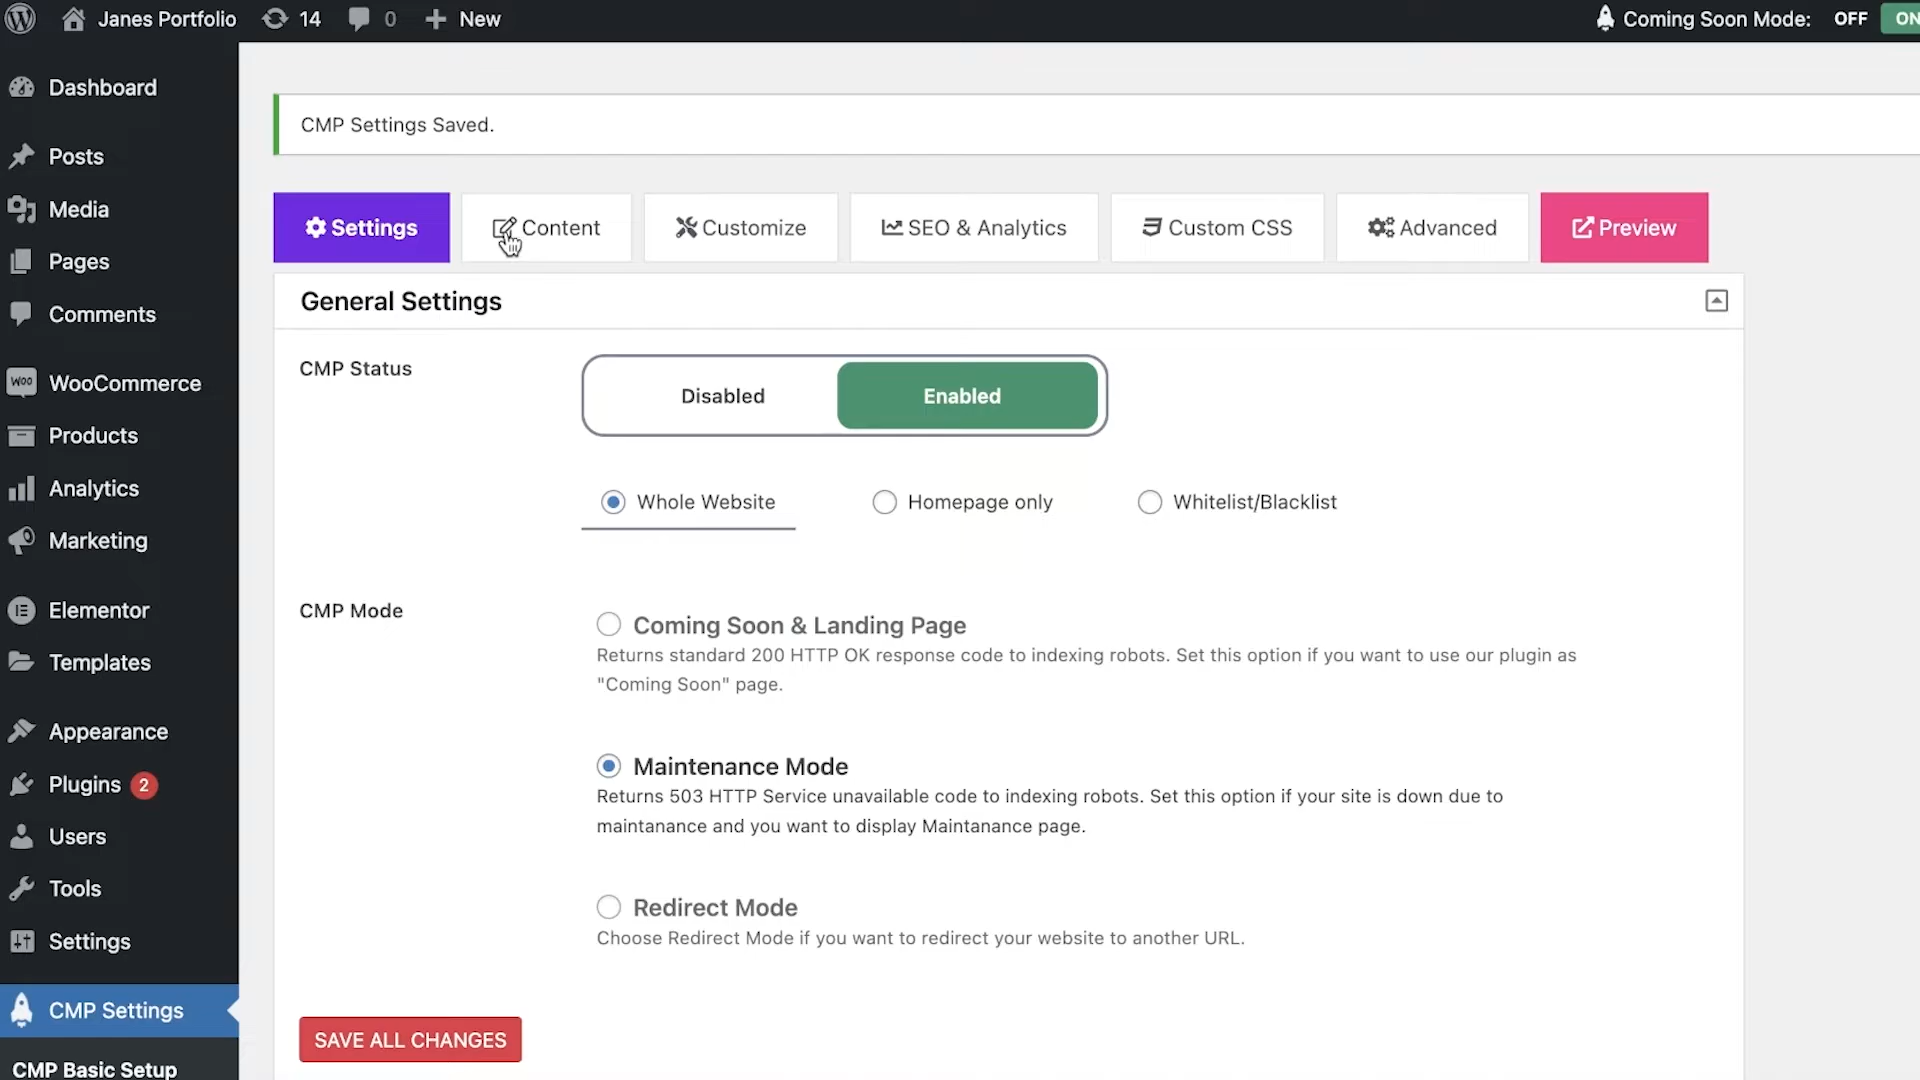 Janes Portfolio 14 0 New Coming Soon Mode: OFF ON
Dashboard
Posts
Media
Pages
Comments
WOO WooCommerce
Products
Analytics
Marketing
Elementor
Templates
Appearance
Plugins 2
Users
Tools
Settings
CMP Settings
CMP Basic Setup
CMP Settings Saved.
Settings Content Customize SEO & Analytics Custom CSS Advanced Preview
General Settings
CMP Status
Disabled Enabled
Whole Website Homepage only Whitelist/Blacklist
CMP Mode
Coming Soon & Landing Page
Returns standard 200 HTTP OK response code to indexing robots. Set this option if you want to use our plugin as
"Coming Soon" page.
Maintenance Mode
Returns 503 HTTP Service unavailable code to indexing robots. Set this option if your site is down due to
maintanance and you want to display Maintanance page.
Redirect Mode
Choose Redirect Mode if you want to redirect your website to another URL.
SAVE ALL CHANGES